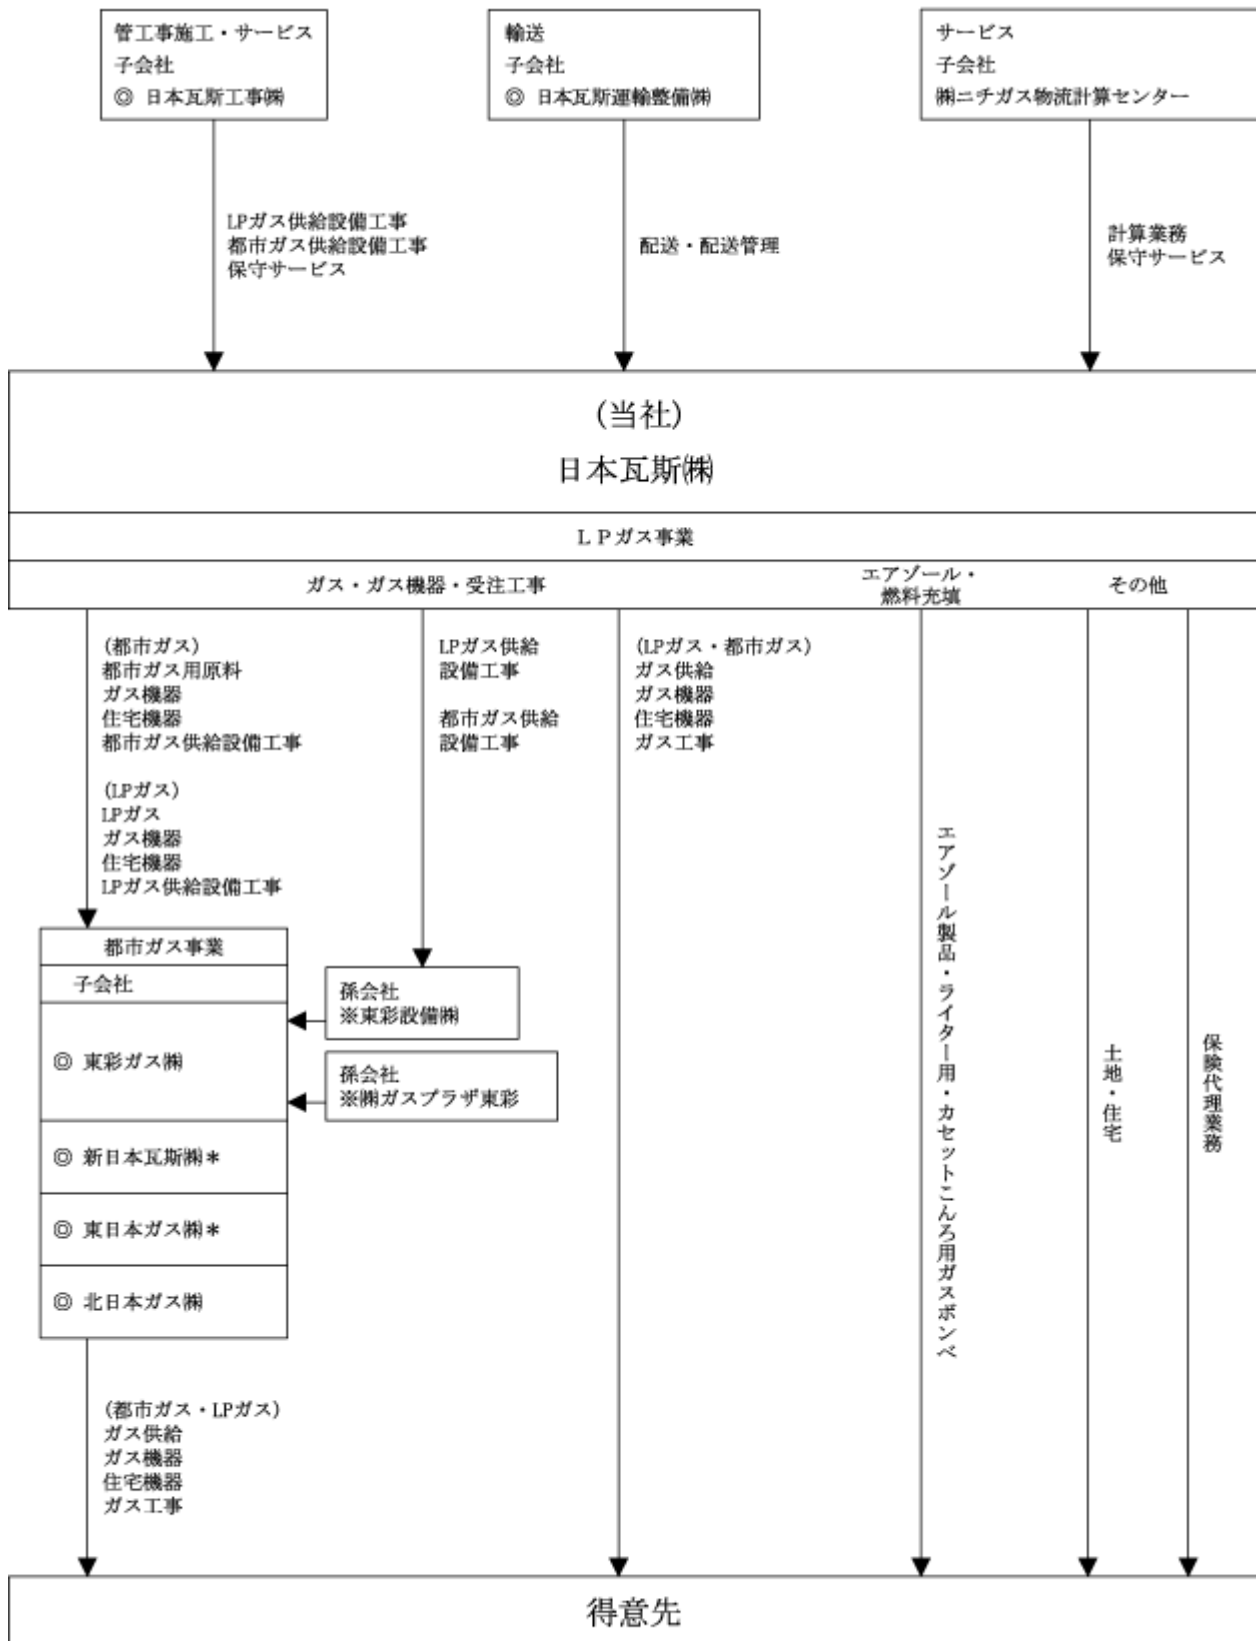 管工事施工・サービス
子会社
◎ 日本瓦斯工事㈱
輸送
子会社
◎ 日本瓦斯運輸整備㈱
サービス
子会社
㈱ニチガス物流計算センター
LPガス供給設備工事
都市ガス供給設備工事
保守サービス
配送・配送管理
計算業務
保守サービス
(当社)
日本瓦斯㈱
LPガス事業
ガス・ガス機器・受注工事
エアゾール・
燃料充填
その他
(都市ガス)
都市ガス用原料
ガス機器
住宅機器
都市ガス供給設備工事
(LPガス)
LPガス
ガス機器
住宅機器
LPガス供給設備工事
LPガス供給
設備工事
都市ガス供給
設備工事
(LPガス・都市ガス)
ガス供給
ガス機器
住宅機器
ガス工事
エアゾール製品・ライター用・カセットこんろ用ガスボンベ
土地・住宅
保険代理業務
都市ガス事業
子会社
◎ 東彩ガス㈱
孫会社
※東彩設備㈱
孫会社
※㈱ガスプラザ東彩
◎ 新日本瓦斯㈱＊
◎ 東日本ガス㈱＊
◎ 北日本ガス㈱
(都市ガス・LPガス)
ガス供給
ガス機器
住宅機器
ガス工事
得意先